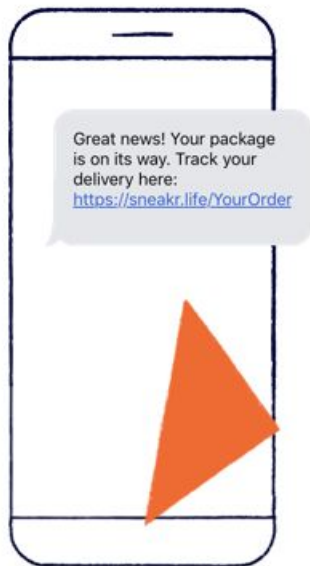 Great news! Your package
is on its way. Track your
delivery here:
https://sneakr.life/YourOrder